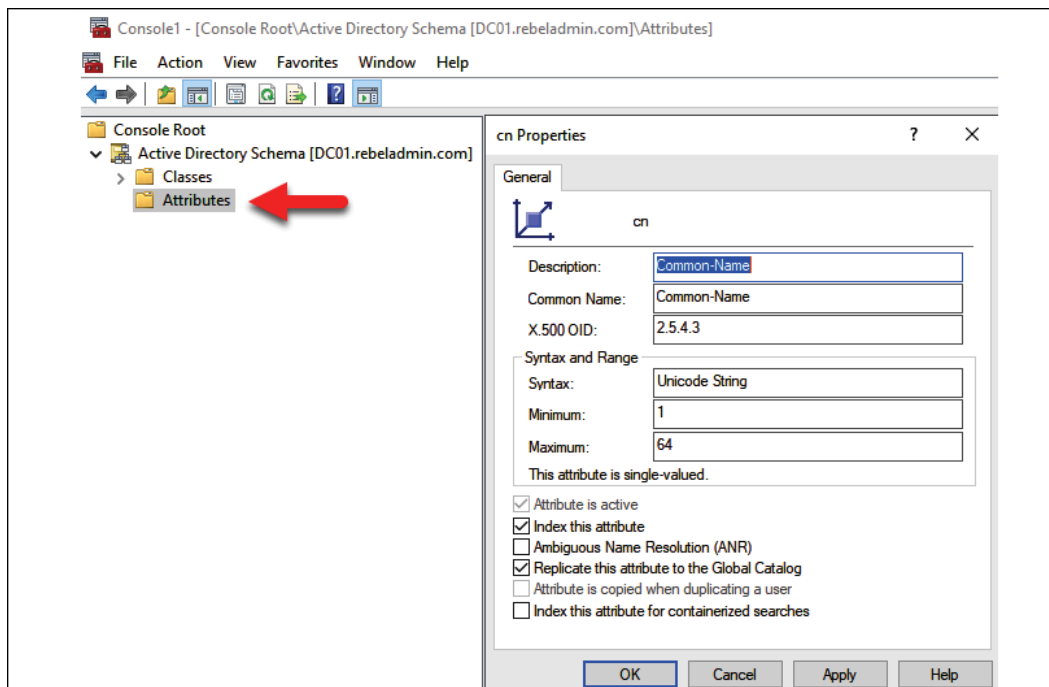 Console1 - [Console Root\Active Directory Schema [DC01.rebeladmin.com]\Attributes]
File Action View Favorites Window Help
Console Root
Active Directory Schema [DC01.rebeladmin.com]
Classes
Attributes
cn Properties
General
cn
Description: Common-Name
Common Name: Common-Name
X.500 OID: 2.5.4.3
Syntax and Range
Syntax: Unicode String
Minimum: 1
Maximum: 64
This attribute is single-valued.
Attribute is active
Index this attribute
Ambiguous Name Resolution (ANR)
Replicate this attribute to the Global Catalog
Attribute is copied when duplicating a user
Index this attribute for containerized searches
OK Cancel Apply Help